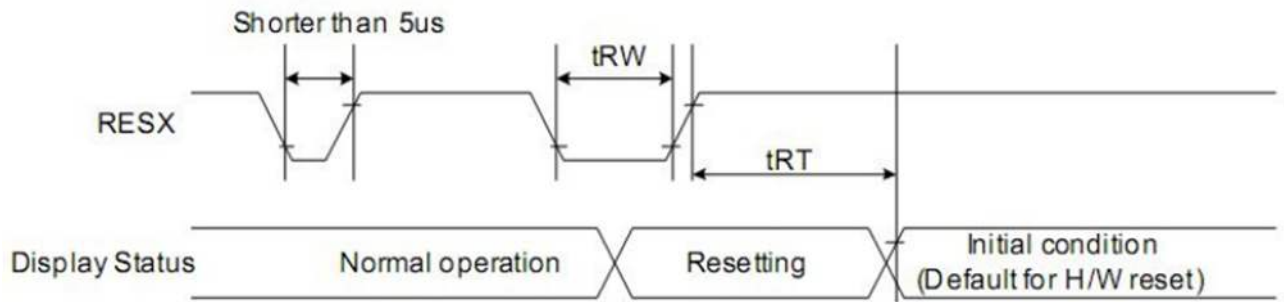 Shorter than 5us
tRW
RESX
tRT
Display Status
Normal operation
Resetting
Initial condition
(Default for H/W reset)